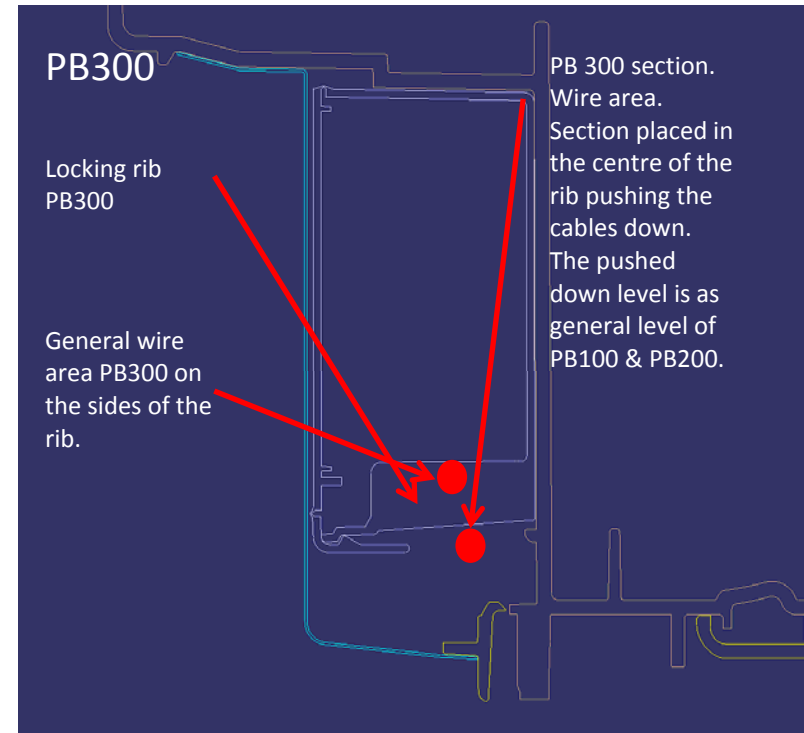 PB300
Locking rib
PB300
General wire
area PB300 on
the sides of the
rib.
PB 300 section.
Wire area.
Section placed in
the centre of the
rib pushing the
cables down.
The pushed
down level is as
general level of
PB100 & PB200.